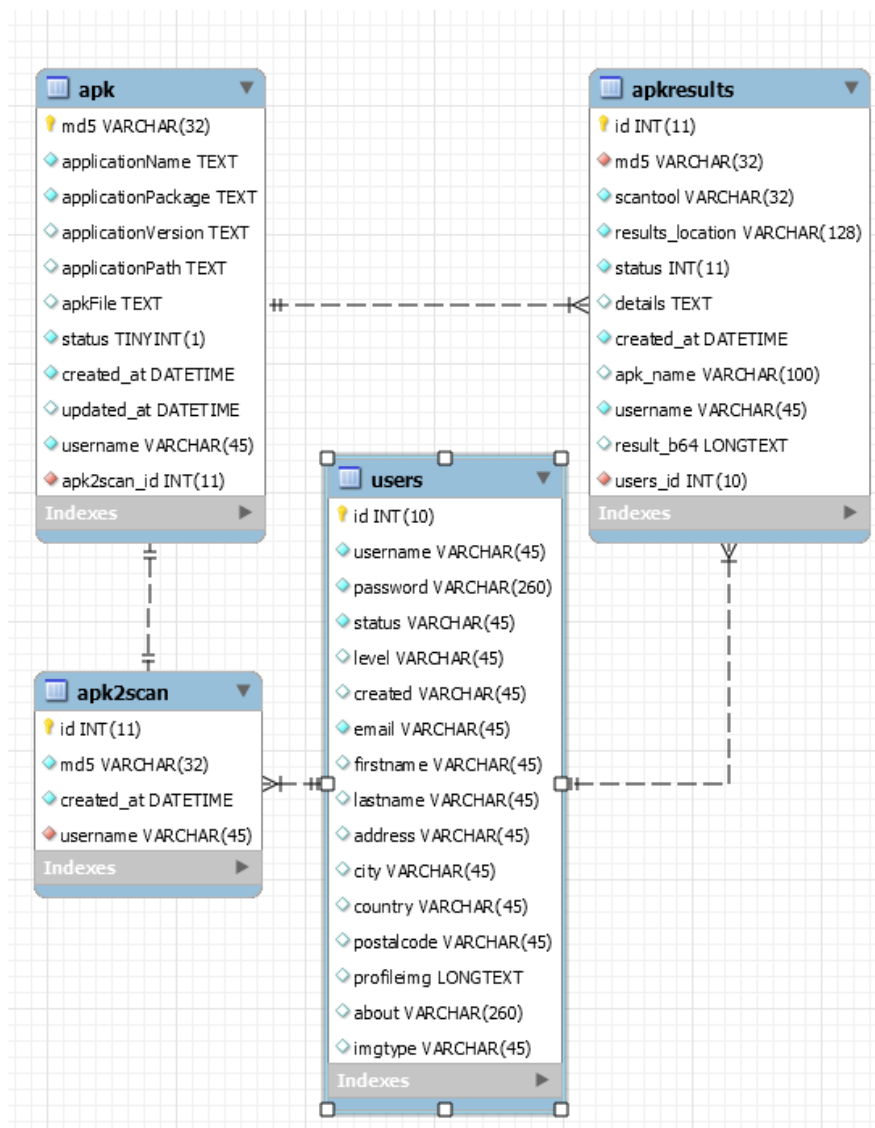 apk
md5 VARCHAR(32)
applicationName TEXT
applicationPackage TEXT
applicationVersion TEXT
applicationPath TEXT
apkFile TEXT
status TINYINT(1)
created_at DATETIME
updated_at DATETIME
username VARCHAR(45)
apk2scan_id INT(11)
Indexes
apkresults
id INT(11)
md5 VARCHAR(32)
scantool VARCHAR(32)
results_location VARCHAR(128)
status INT(11)
details TEXT
created_at DATETIME
apk_name VARCHAR(100)
username VARCHAR(45)
result_b64 LONGTEXT
users_id INT(10)
Indexes
apk2scan
id INT(11)
md5 VARCHAR(32)
created_at DATETIME
username VARCHAR(45)
Indexes
users
id INT(10)
username VARCHAR(45)
password VARCHAR(260)
status VARCHAR(45)
level VARCHAR(45)
created VARCHAR(45)
email VARCHAR(45)
firstname VARCHAR(45)
lastname VARCHAR(45)
address VARCHAR(45)
city VARCHAR(45)
country VARCHAR(45)
postalcode VARCHAR(45)
profileimg LONGTEXT
about VARCHAR(260)
imgtype VARCHAR(45)
Indexes